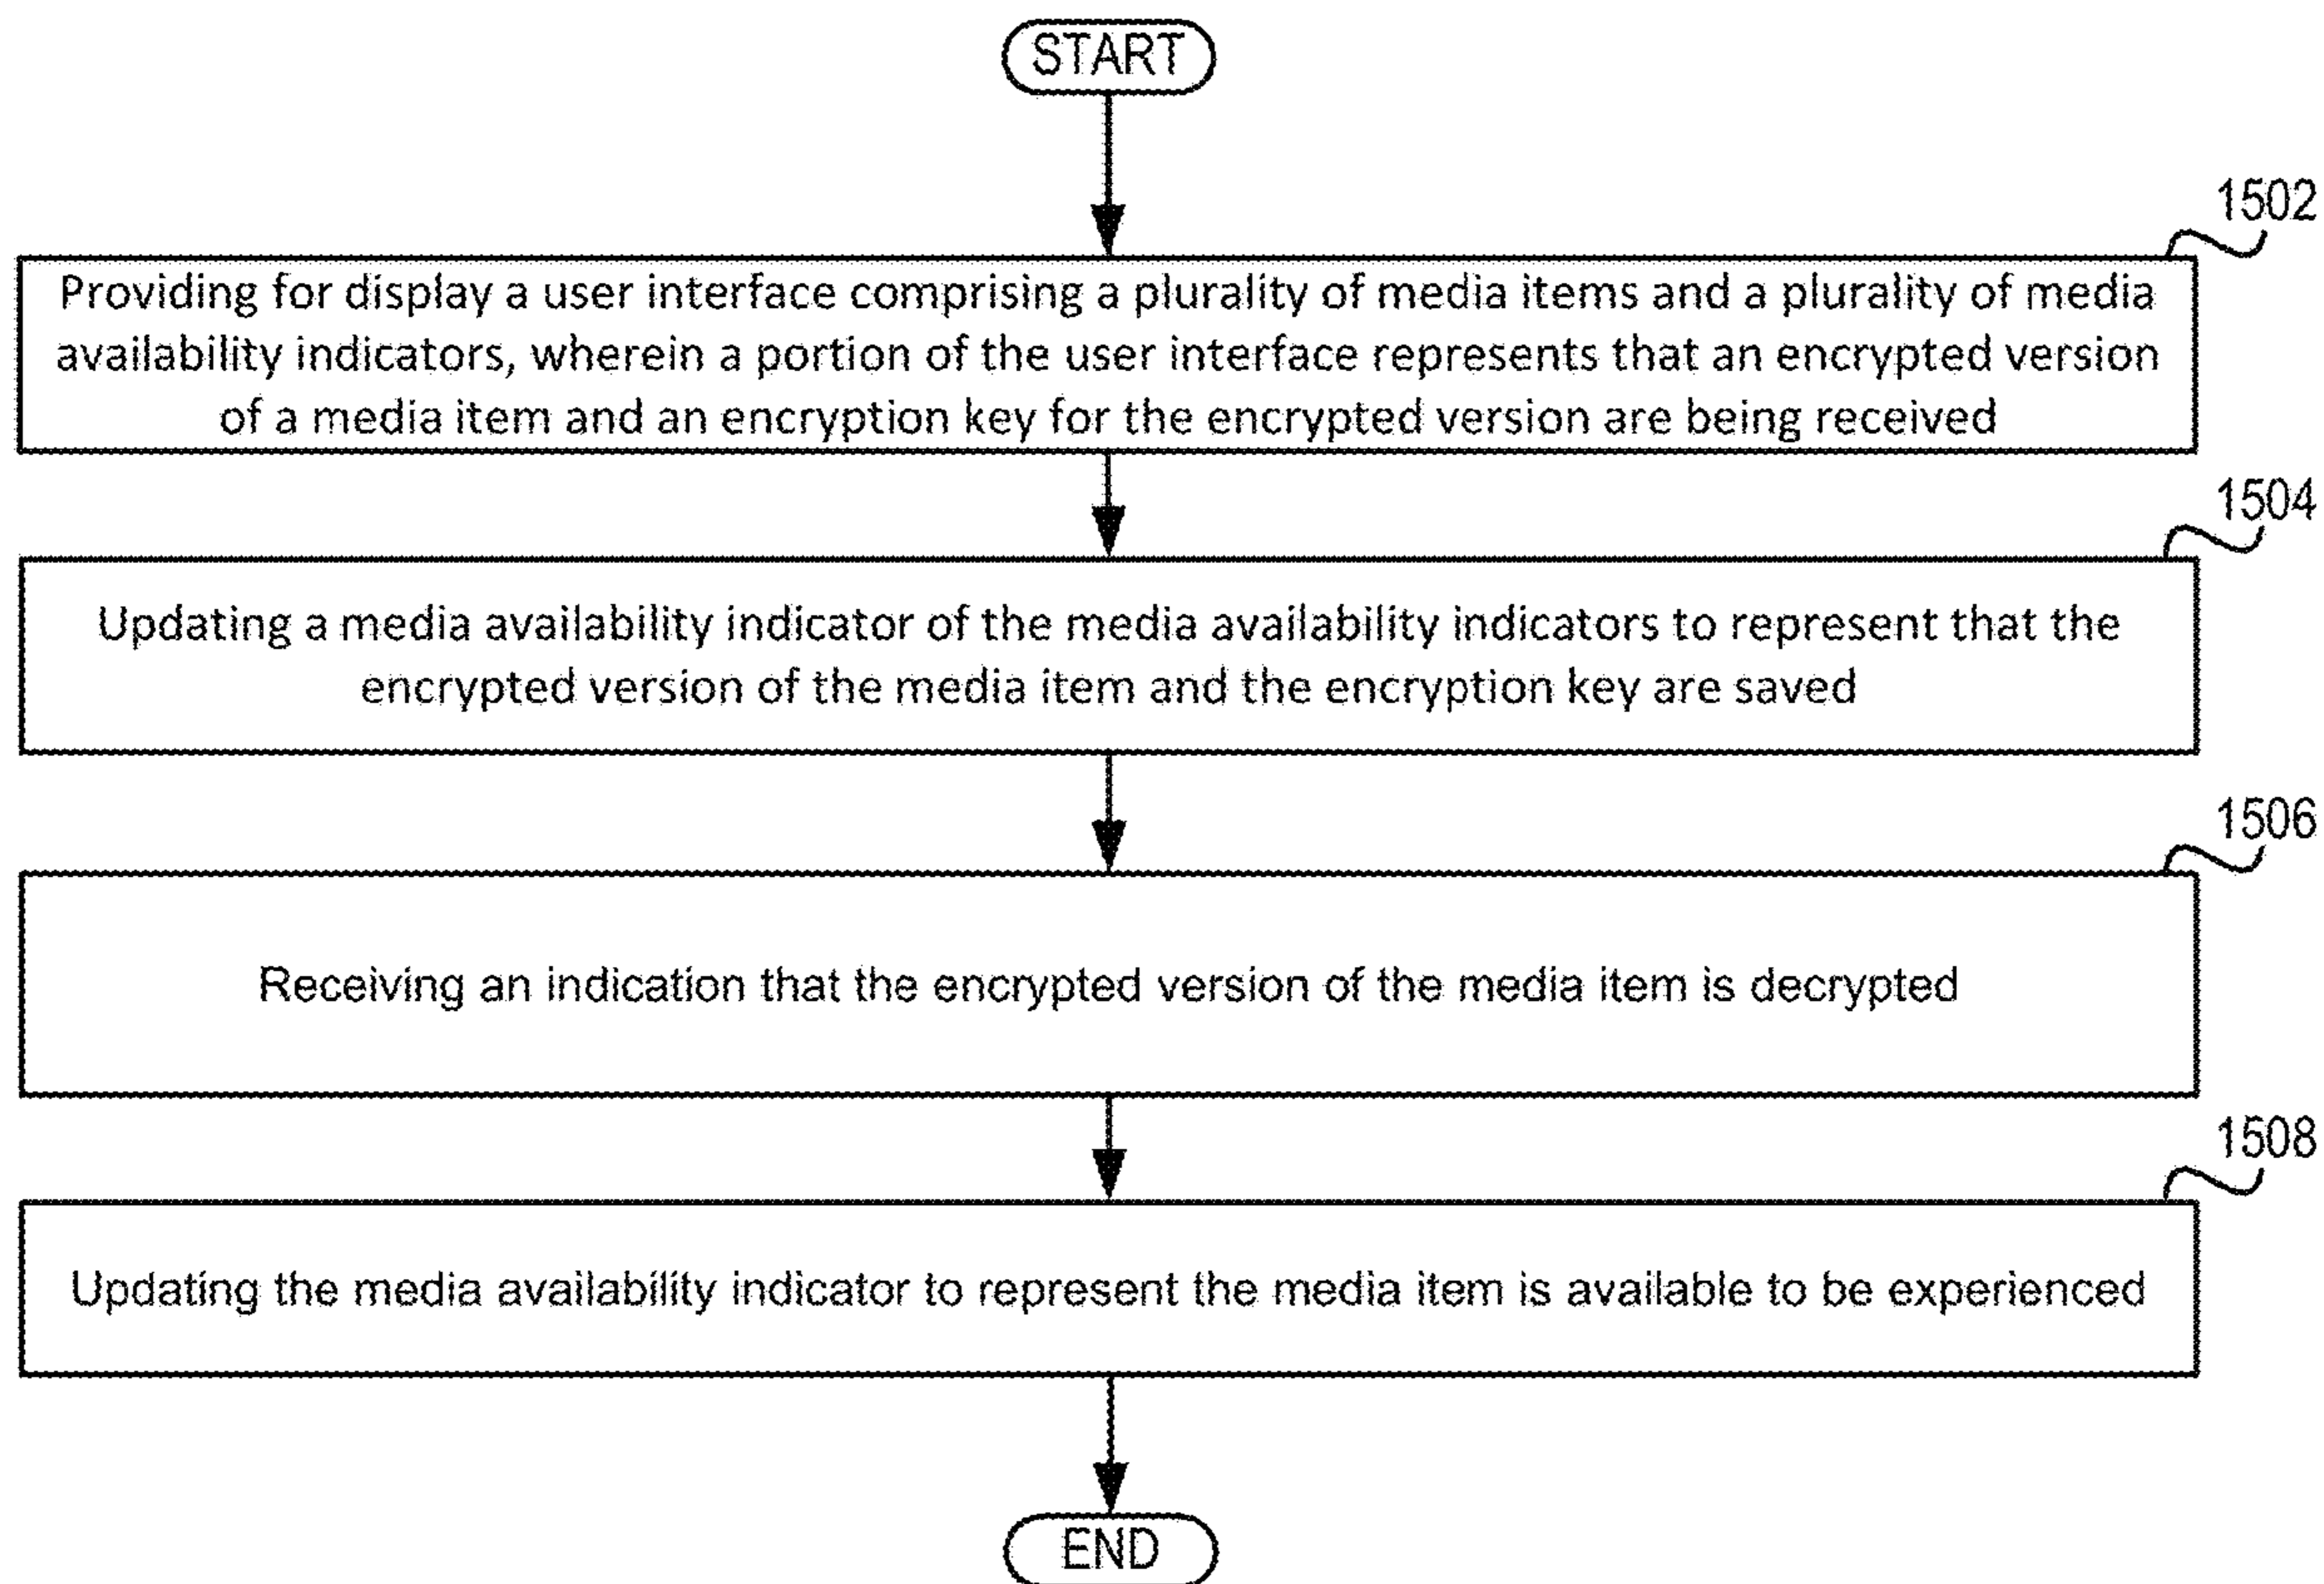 START
1502
Providing for display a user interface comprising a plurality of media items and a plurality of media
availability indicators, wherein a portion of the user interface represents that an encrypted version
of a media item and an encryption key for the encrypted version are being received
1504
Updating a media availability indicator of the media availability indicators to represent that the
encrypted version of the media item and the encryption key are saved
1506
Receiving an indication that the encrypted version of the media item is decrypted
1508
Updating the media availability indicator to represent the media item is available to be experienced
END